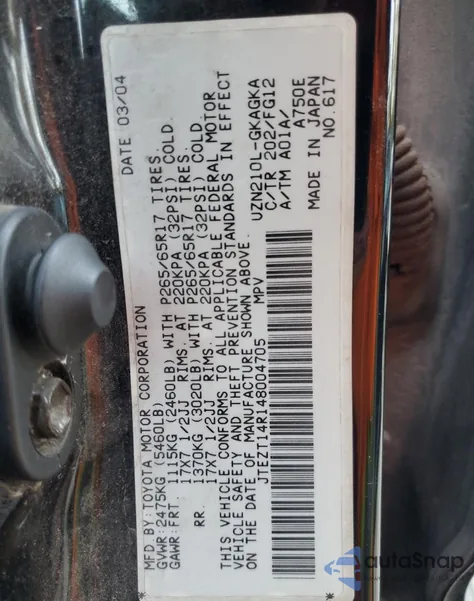 MFD.BY:TOYOTA MOTOR CORPORATION DATE 03/04
GVWR:2475KG (5460LB)
GAWR:FRT. 1115KG (2460LB) WITH P265/65R17 TIRES.
17X7 1/2JJ RIMS. AT 220KPA (32PSI) COLD.
RR. 1370KG (3020LB) WITH P265/65R17 TIRES.
17X7 1/2JJ RIMS. AT 220KPA (32PSI) COLD
THIS VEHICLE CONFORMS TO ALL APPLICABLE FEDERAL MOTOR
VEHICLE SAFETY AND THEFT PREVENTION STANDARDS IN EFFECT
ON THE DATE OF MANUFACTURE SHOWN ABOVE.
JTEZT14R148004705 MPV
UZN210L-GKAGKA
C/TR 202/FG12
A/TM A01A/ A750E
MADE IN JAPAN
NO.617
autoSnap